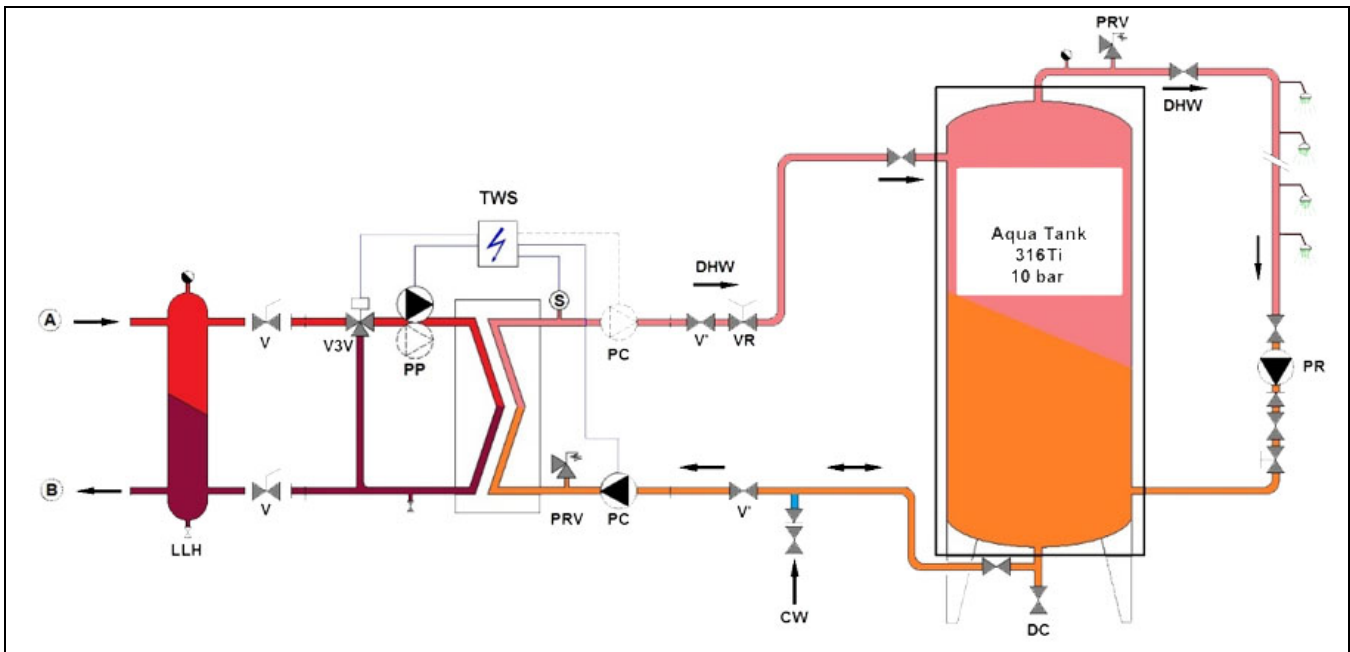 PRV
DHW
TWS
Aqua Tank
316Ti
10 bar
DHW
S
A
V
V3V
PP
PC
V'
VR
PR
B
V
LLH
PRV
PC
V'
CW
DC